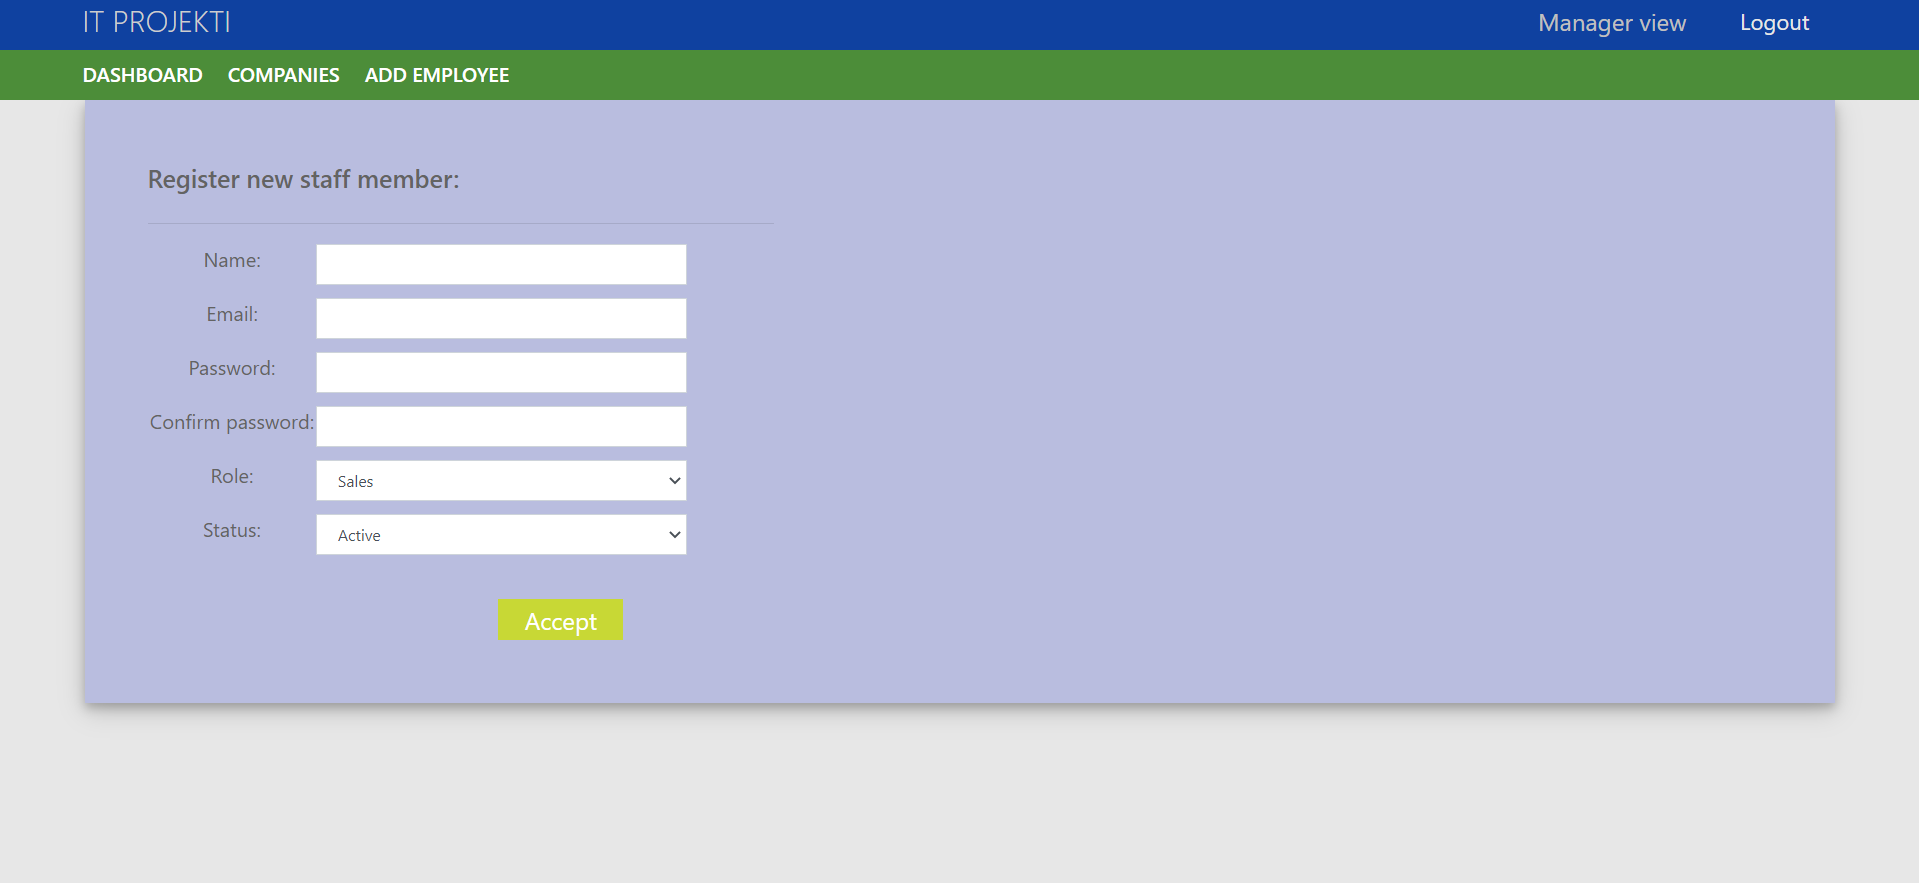 IT PROJEKTI
Manager view
Logout
DASHBOARD COMPANIES ADD EMPLOYEE
Register new staff member:
Name:
Email:
Password:
Confirm password:
Role: Sales
Status: Active
Accept